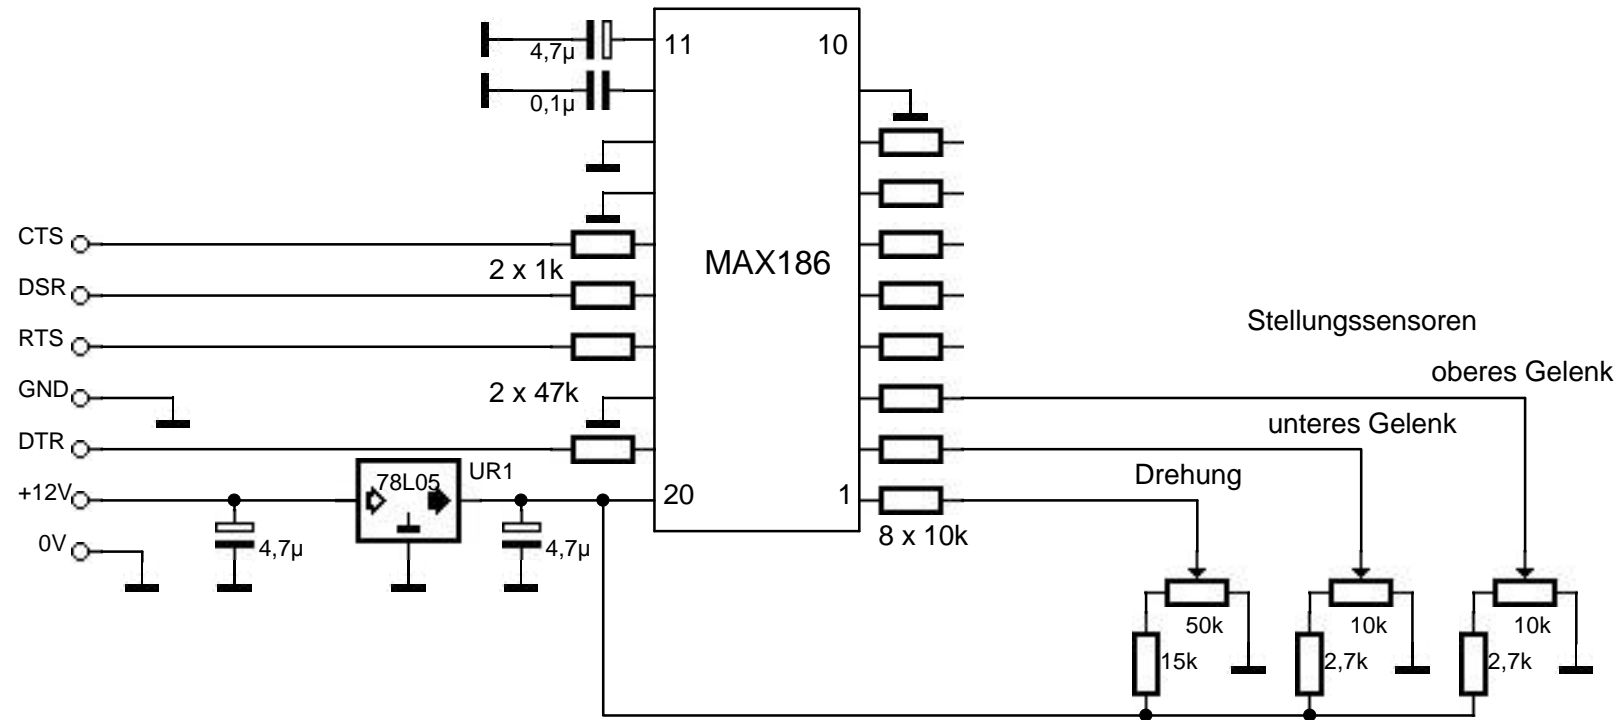 11
10
4,7µ
0,1µ
CTS
MAX186
2 x 1k
DSR
Stellungssensoren
RTS
oberes Gelenk
GND
2 x 47k
unteres Gelenk
DTR
78L05
UR1
Drehung
+12V
20
1
8 x 10k
0V
4,7µ
4,7µ
50k
10k
10k
15k
2,7k
2,7k